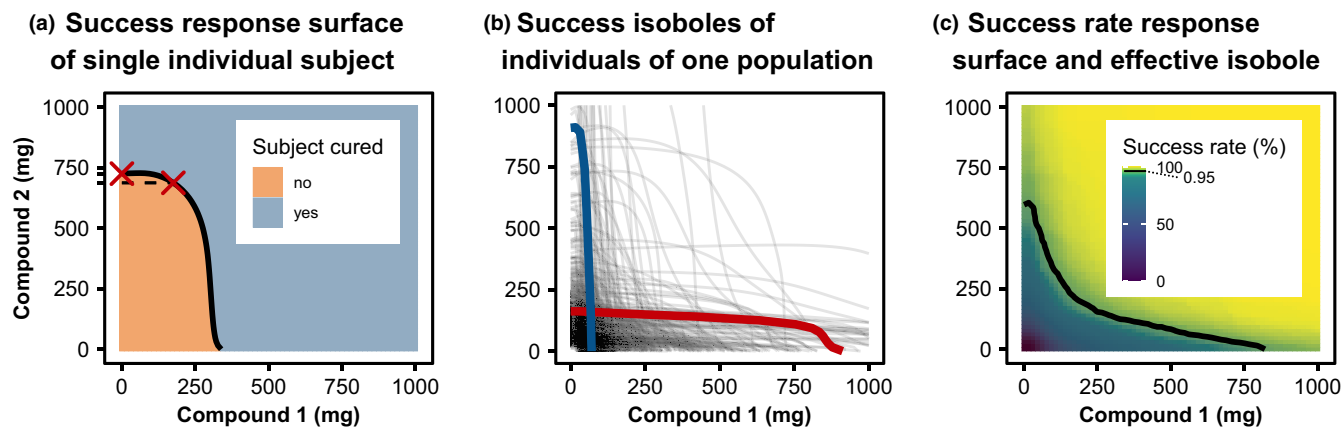 (a) Success response surface
of single individual subject
1000
750
500
250
0
Compound 2 (mg)
Subject cured
no
yes
0 250 500 750 1000
Compound 1 (mg)
(b) Success isoboles of
individuals of one population
1000
750
500
250
0
0 250 500 750 1000
Compound 1 (mg)
(c) Success rate response
surface and effective isobole
1000
750
500
250
0
Success rate (%)
100
0.95
50
0
0 250 500 750 1000
Compound 1 (mg)